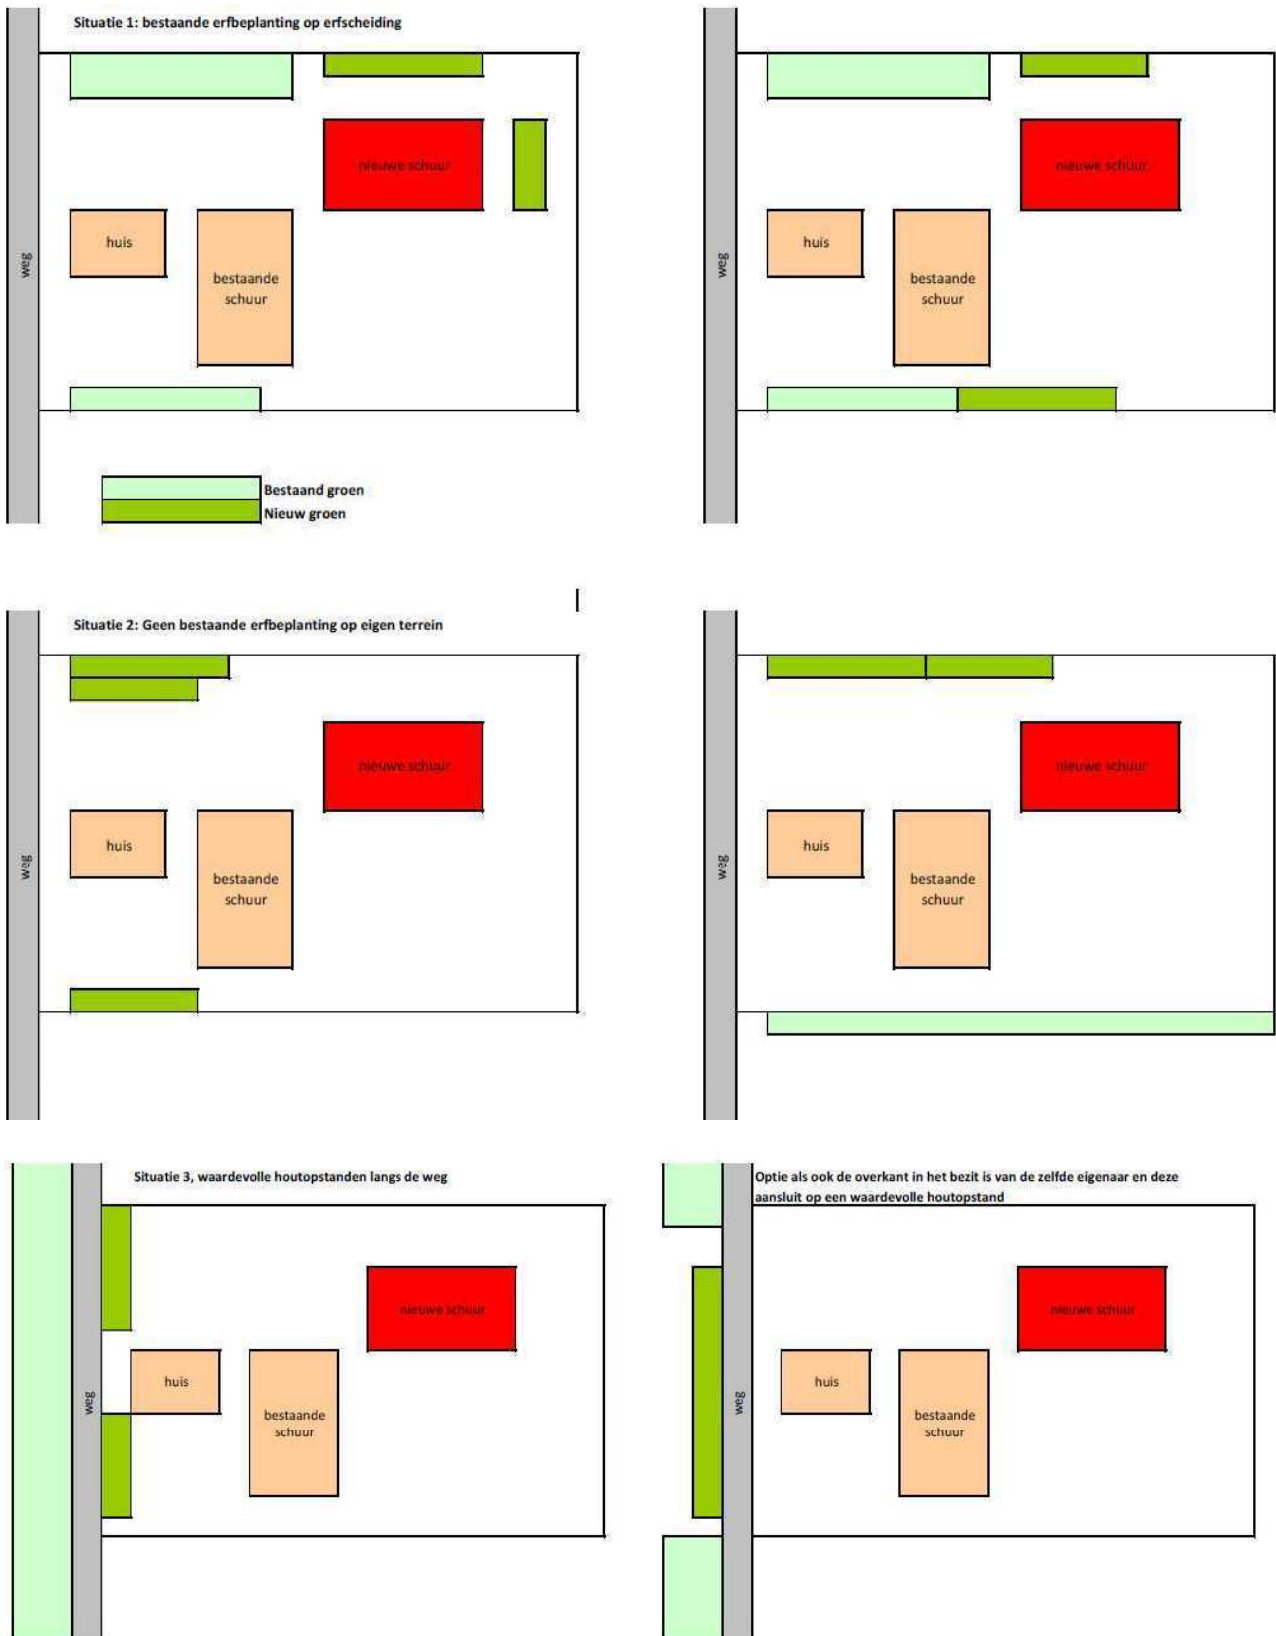 Situatie 1: bestaande erfbeplanting op erfscheiding
nieuwe schuur
huis
weg
bestaande
schuur
nieuwe schuur
huis
weg
bestaande
schuur
Bestaand groen
Nieuw groen
Situatie 2: Geen bestaande erfbeplanting op eigen terrein
nieuwe schuur
huis
weg
bestaande
schuur
nieuwe schuur
huis
weg
bestaande
schuur
Situatie 3, waardevolle houtopstanden langs de weg
nieuwe schuur
huis
weg
bestaande
schuur
Optie als ook de overkant in het bezit is van de zelfde eigenaar en deze
aansluit op een waardevolle houtopstand
nieuwe schuur
huis
weg
bestaande
schuur